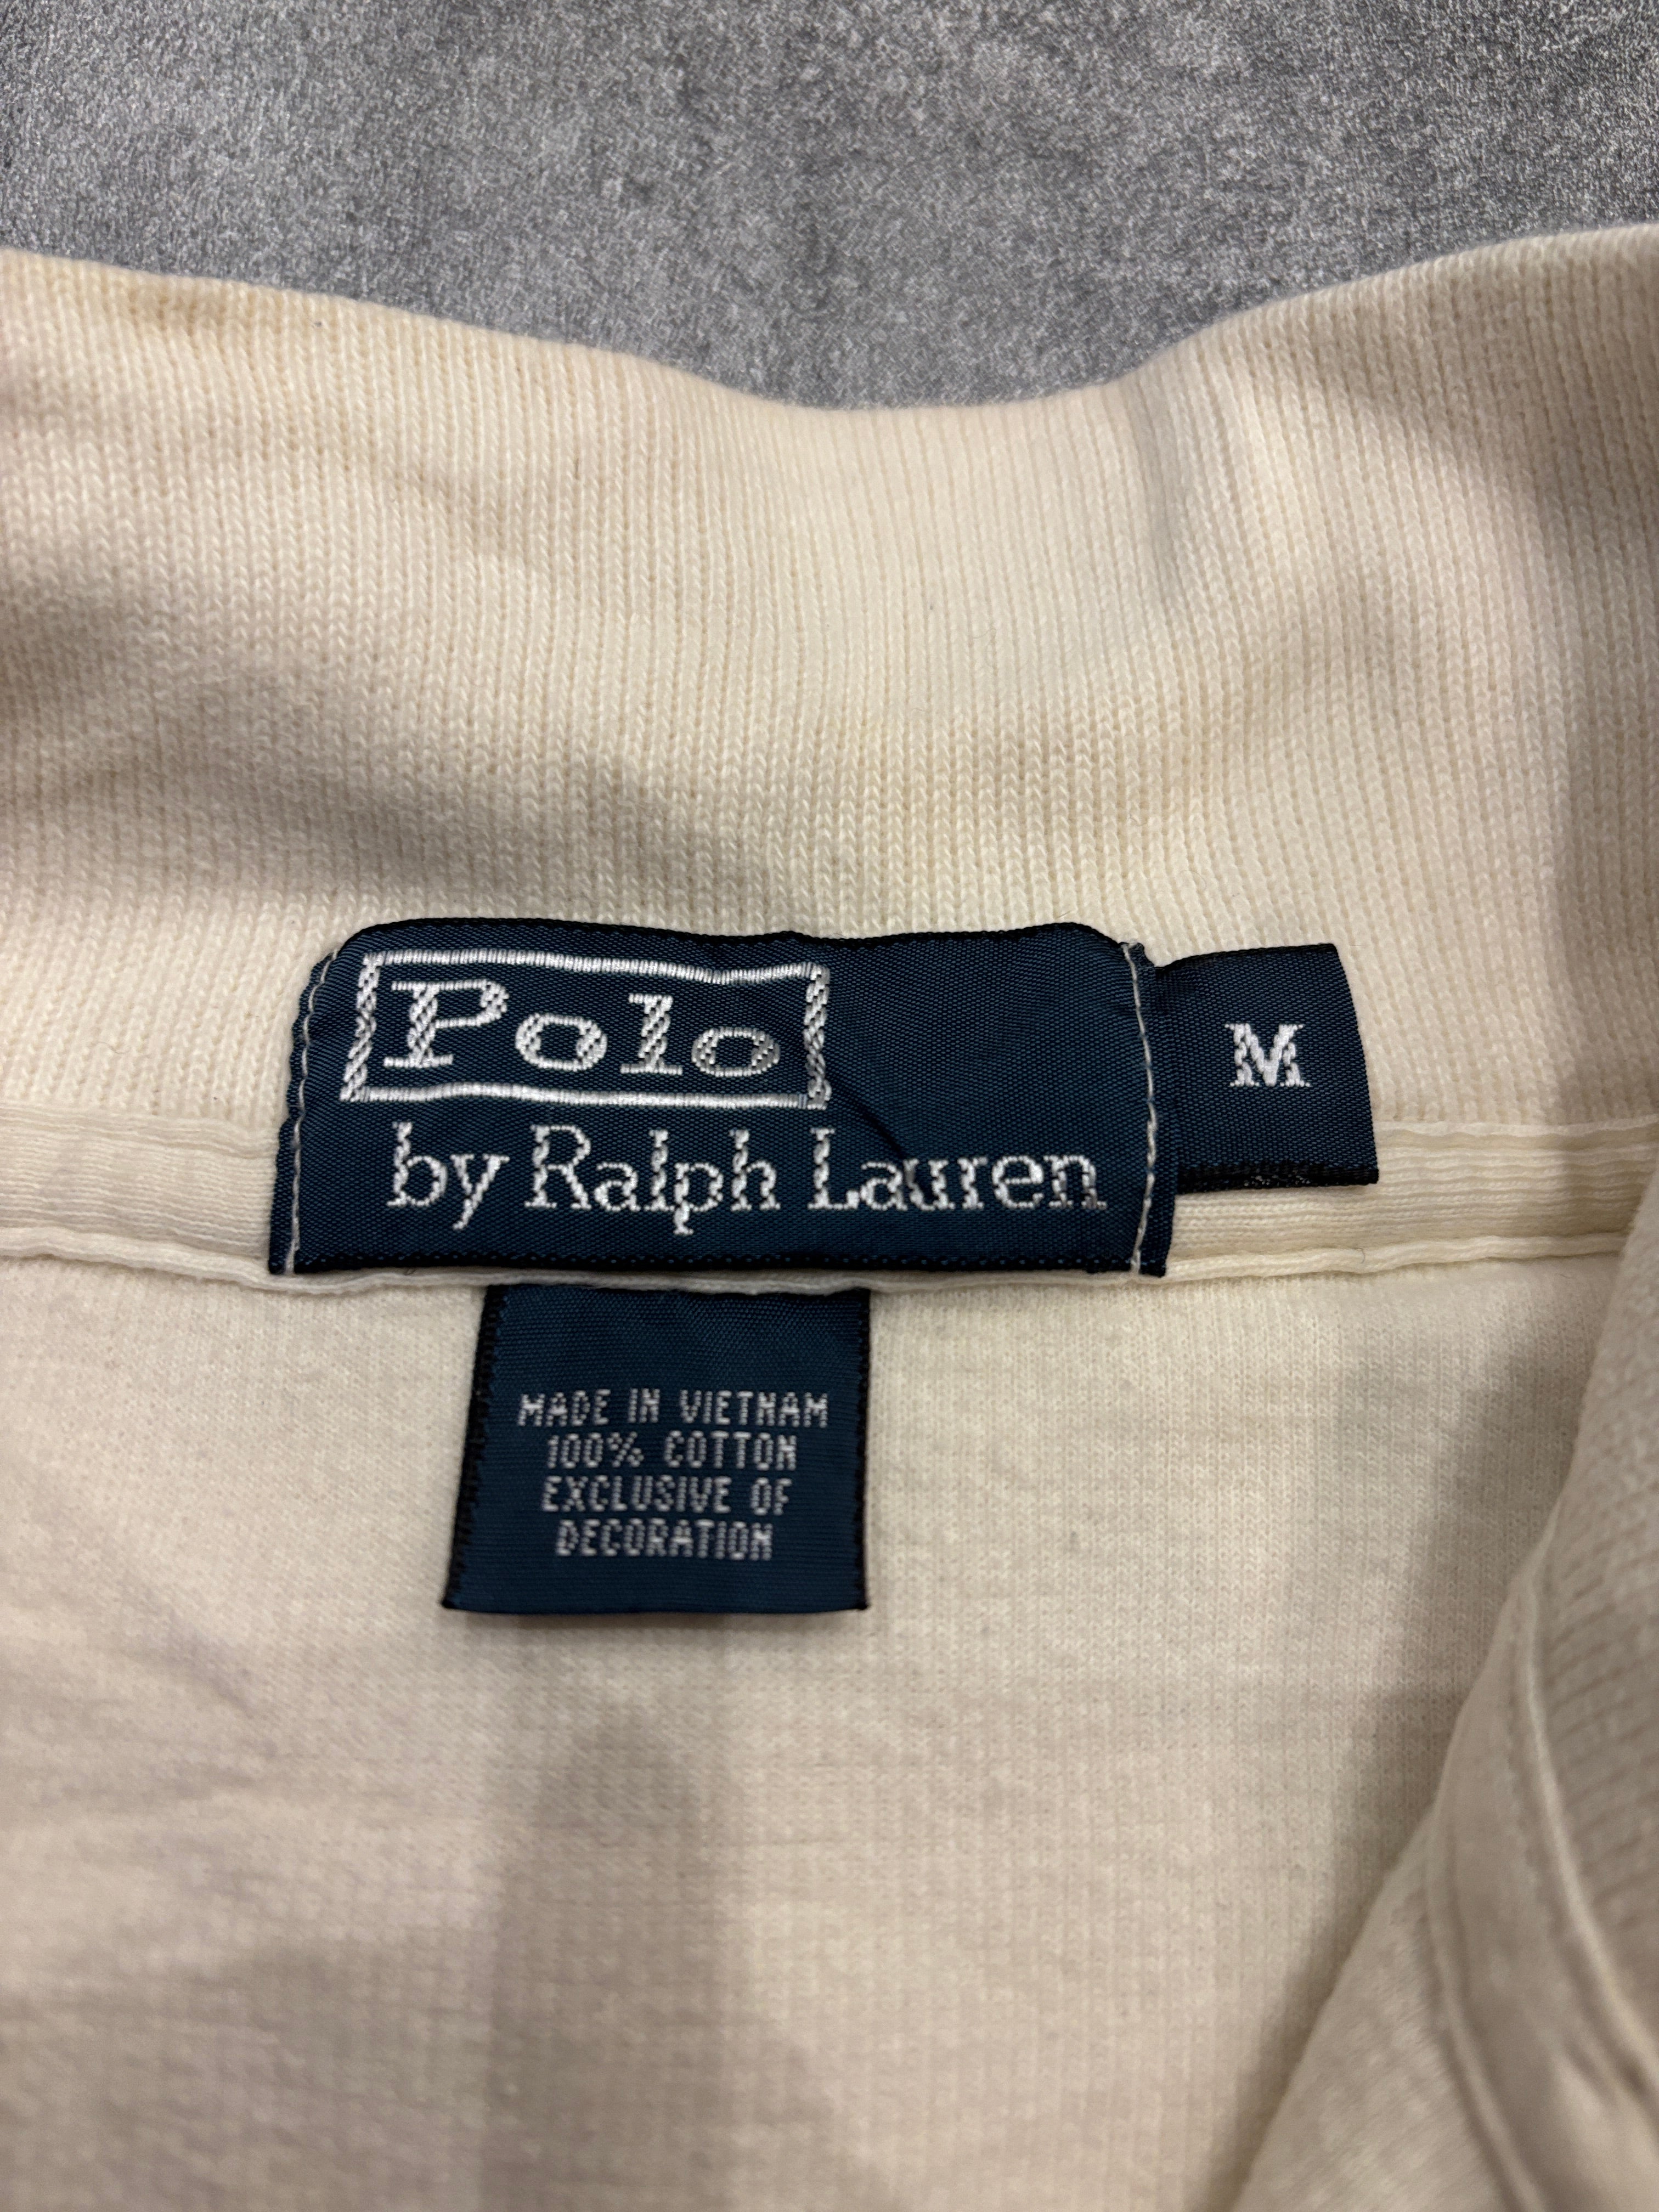 Polo
by Ralph Lauren
M
MADE IN VIETNAM
100% COTTON
EXCLUSIVE OF
DECORATION